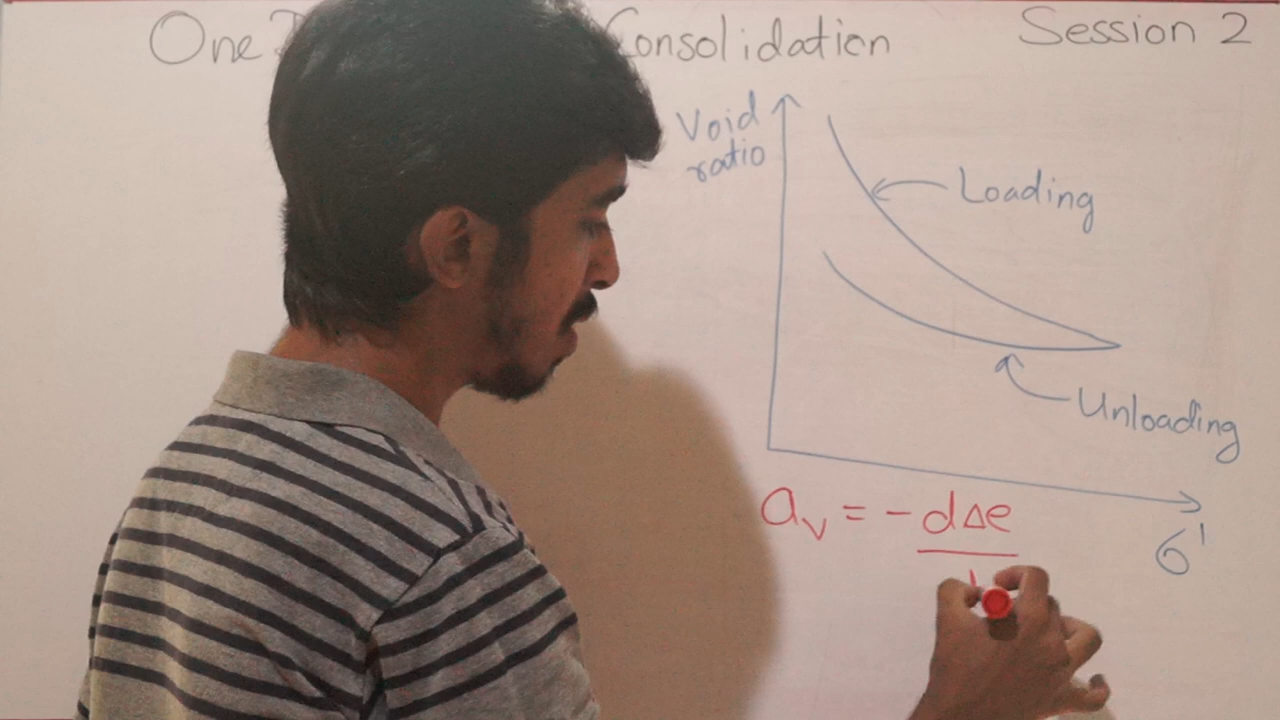 One Consolidation
Session 2
Void
ratio
Loading
Unloading
σ'
av = - dΔe